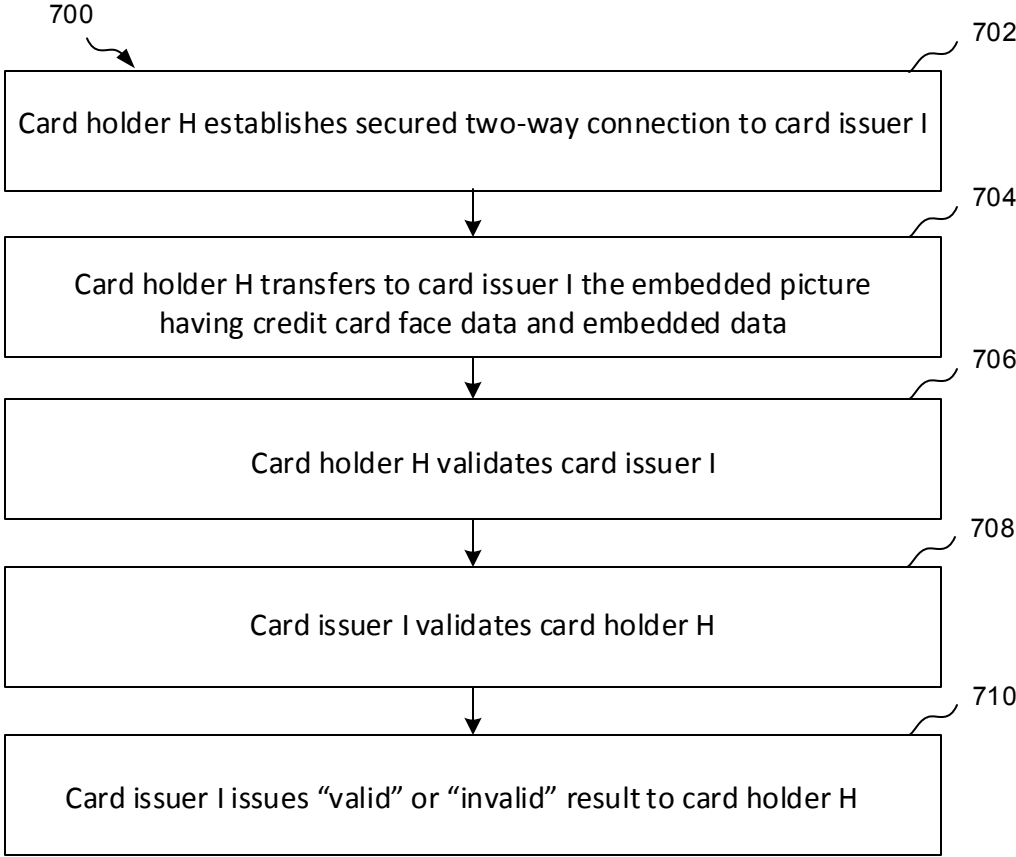 700
702
Card holder H establishes secured two-way connection to card issuer I
704
Card holder H transfers to card issuer I the embedded picture
having credit card face data and embedded data
706
Card holder H validates card issuer I
708
Card issuer I validates card holder H
710
Card issuer I issues “valid” or “invalid” result to card holder H